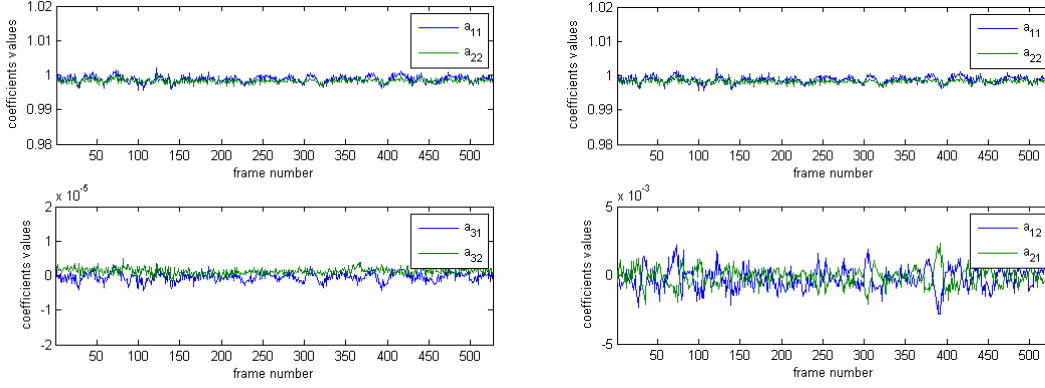 1.02
1.01
1
0.99
0.98
coefficients values
a11
a22
50 100 150 200 250 300 350 400 450 500
frame number
1.02
1.01
1
0.99
0.98
coefficients values
a11
a22
50 100 150 200 250 300 350 400 450 500
frame number
x 10^-5
2
1
0
-1
-2
coefficients values
a31
a32
50 100 150 200 250 300 350 400 450 500
frame number
x 10^-3
5
0
-5
coefficients values
a12
a21
50 100 150 200 250 300 350 400 450 500
frame number